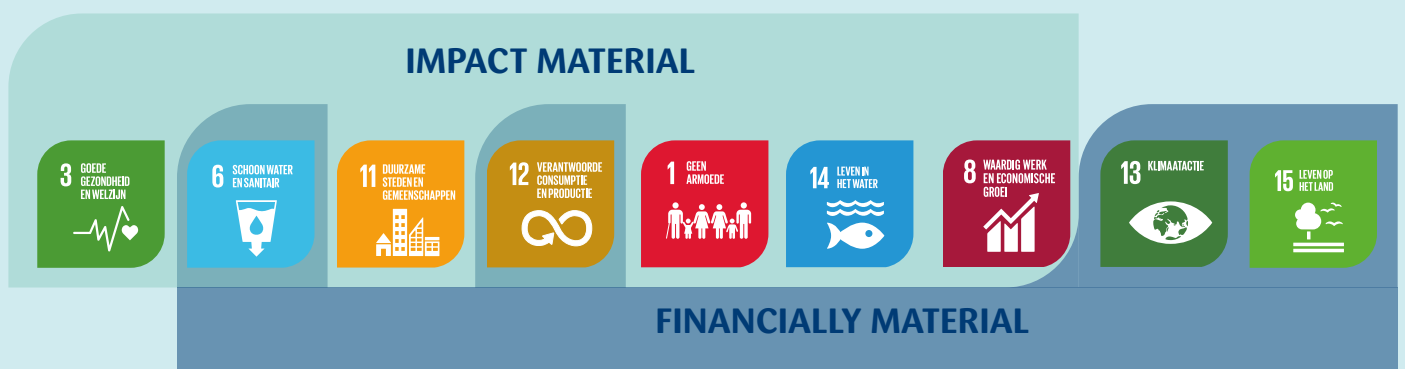 IMPACT MATERIAL
3 GOEDE
GEZONDHEID
EN WELZIJN
6 SCHOON WATER
EN SANITAIR
11 DUURZAME
STEDEN EN
GEMEENSCHAPPEN
12 VERANTWOORDE
CONSUMPTIE
EN PRODUCTIE
1 GEEN
ARMOEDE
14 LEVEN IN
HET WATER
8 WAARDIG WERK
EN ECONOMISCHE
GROEI
13 KLIMAATACTIE
15 LEVEN OP
HET LAND
FINANCIALLY MATERIAL